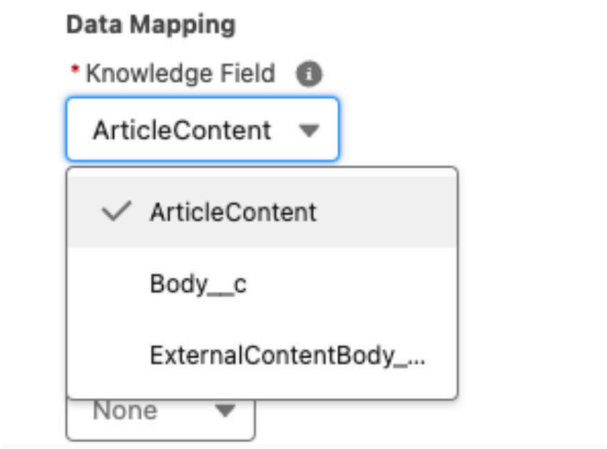 Data Mapping
* Knowledge Field
ArticleContent
ArticleContent
Body__c
ExternalContentBody_...
None